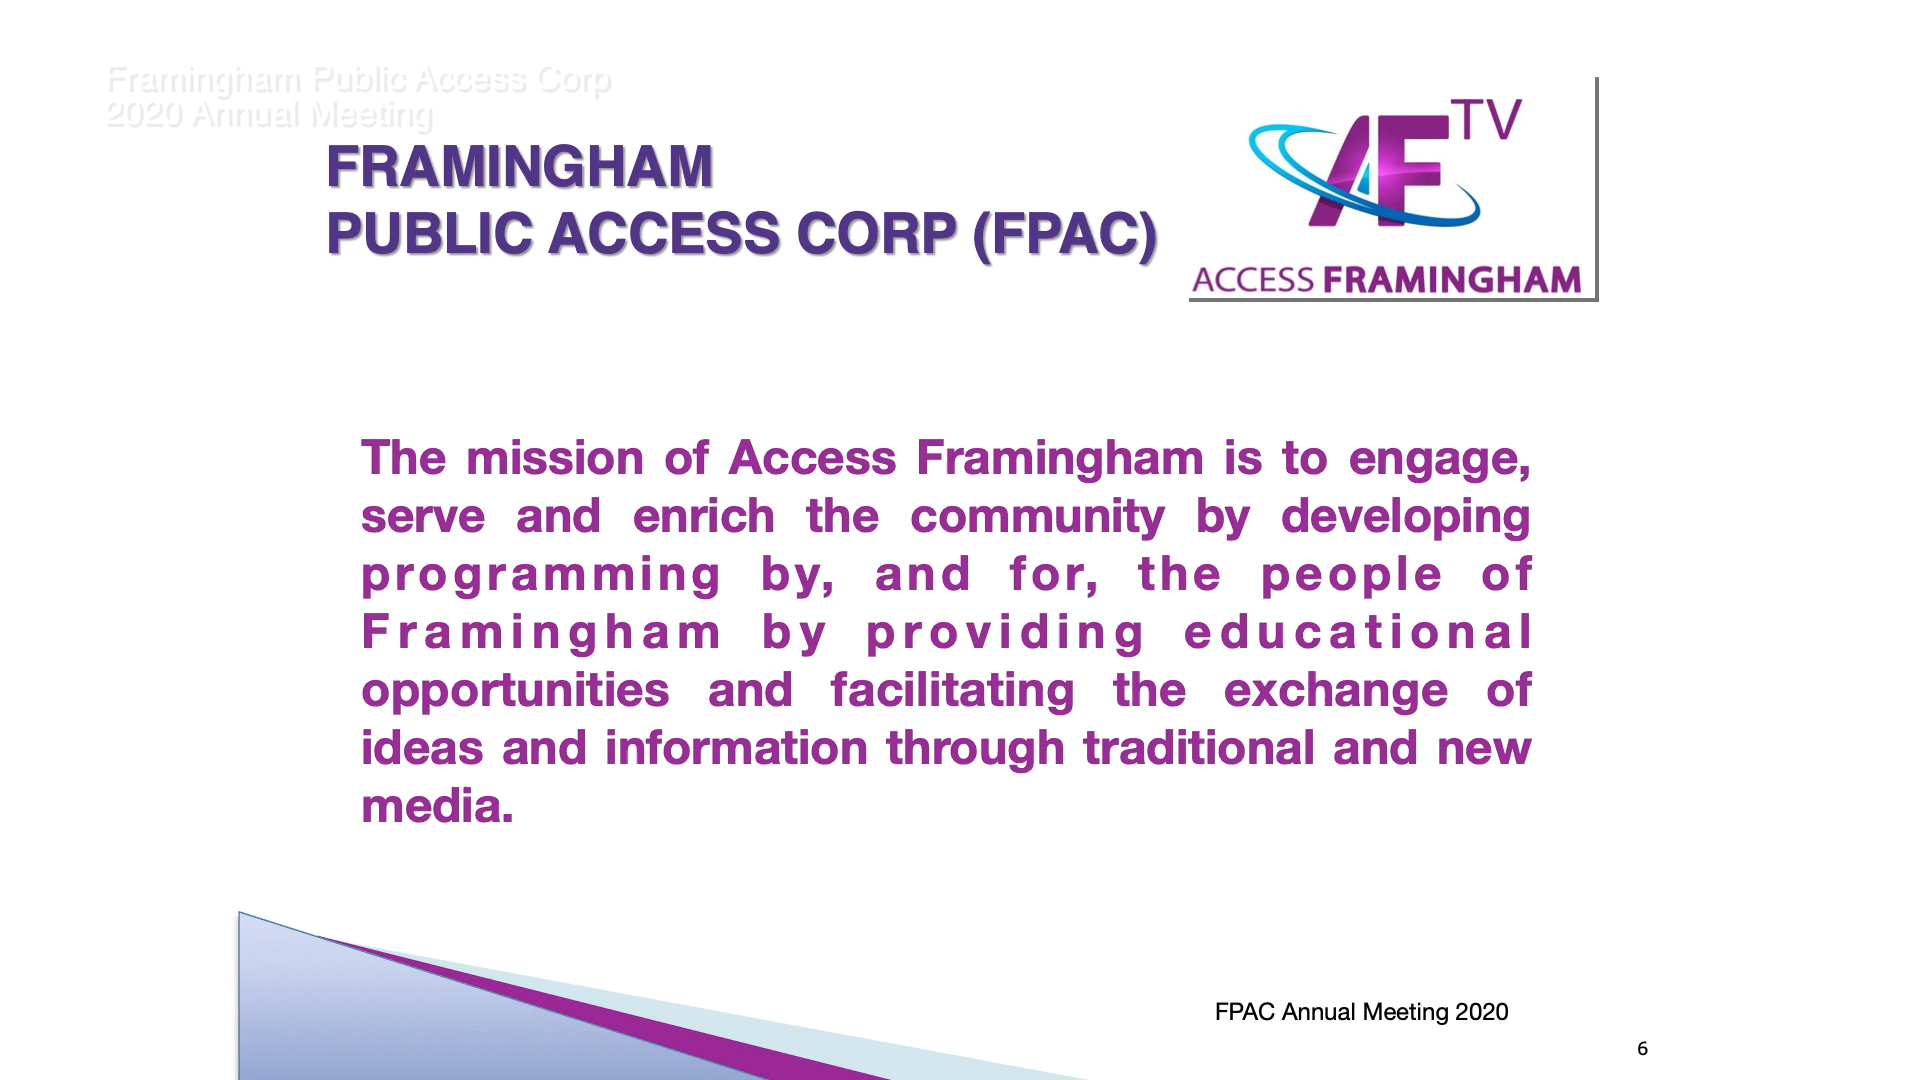 Framingham Public Access Corp
2020 Annual Meeting
FRAMINGHAM
PUBLIC ACCESS CORP (FPAC)
AF TV
ACCESS FRAMINGHAM
The mission of Access Framingham is to engage,
serve and enrich the community by developing
programming by, and for, the people of
Framingham by providing educational
opportunities and facilitating the exchange of
ideas and information through traditional and new
media.
FPAC Annual Meeting 2020
6